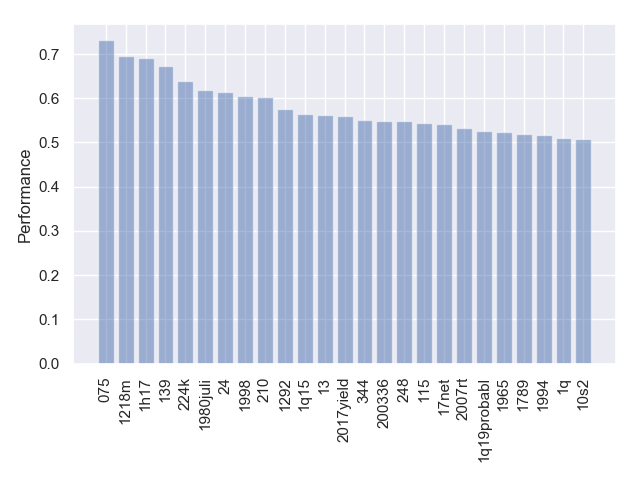 0.7
0.6
0.5
0.4
0.3
0.2
0.1
0.0
Performance
075
1218m
1h17
139
224k
1980juli
24
1998
210
1292
1q15
13
2017yield
344
200336
248
115
17net
2007rt
1q19probabl
1965
1789
1994
1q
10s2